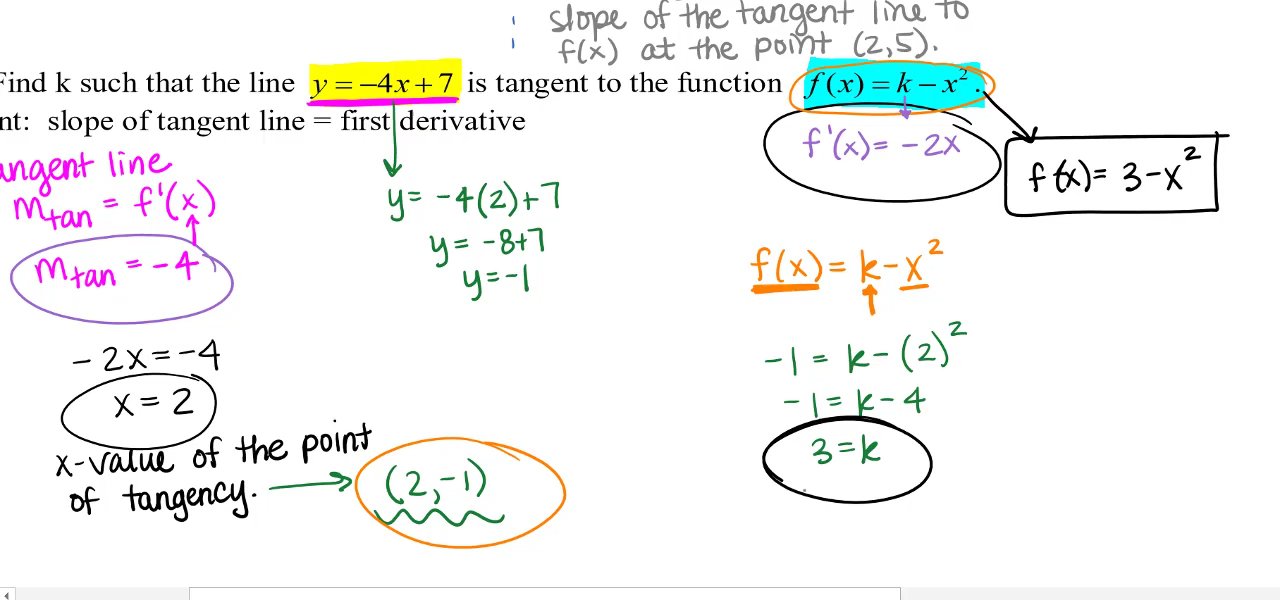 slope of the tangent line to
f(x) at the point (2,5).
Find k such that the line y = −4x + 7 is tangent to the function f(x) = k − x².
nt: slope of tangent line = first derivative
angent line
m_tan = f'(x)
m_tan = -4
-2x = -4
x = 2
x-value of the point
of tangency.
(2,-1)
y = -4(2)+7
y = -8+7
y = -1
f'(x) = -2x
f(x) = 3-x²
f(x) = k-x²
-1 = k-(2)²
-1 = k-4
3 = k